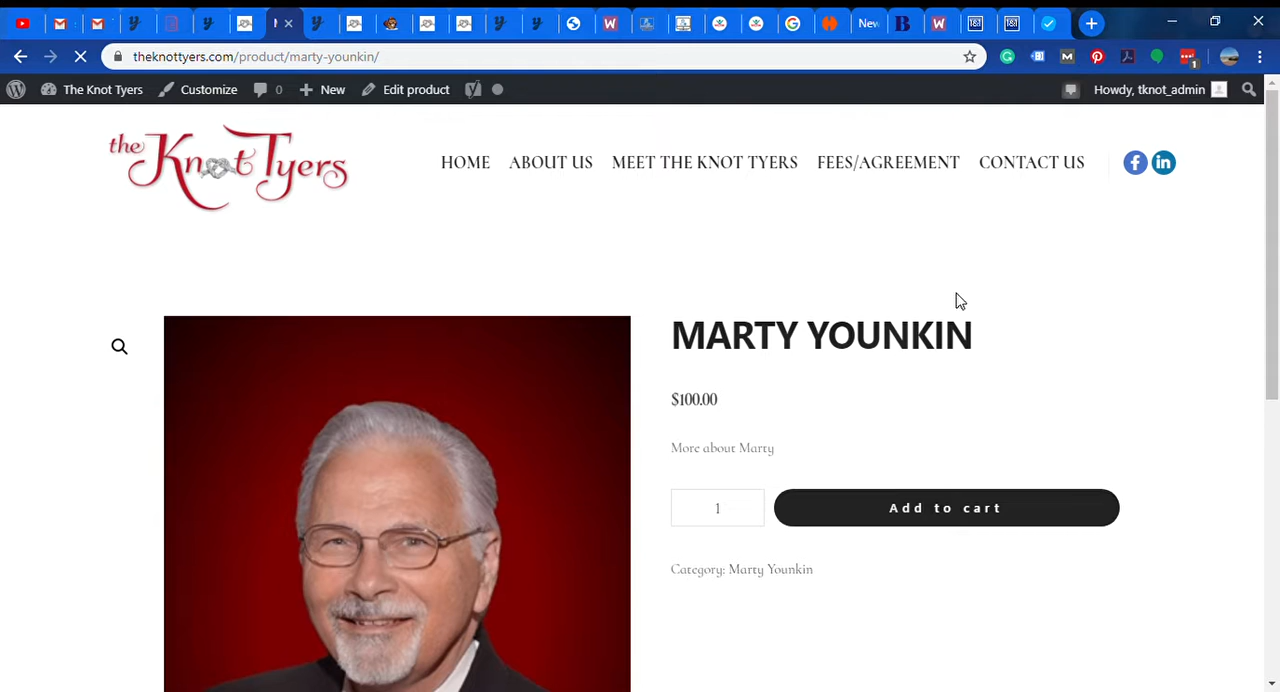 New
theknottyers.com/product/marty-younkin/
1
The Knot Tyers Customize 0 New Edit product Howdy, tknot_admin
the Knot Tyers
HOME ABOUT US MEET THE KNOT TYERS FEES/AGREEMENT CONTACT US
MARTY YOUNKIN
$100.00
More about Marty
1 Add to cart
Category: Marty Younkin